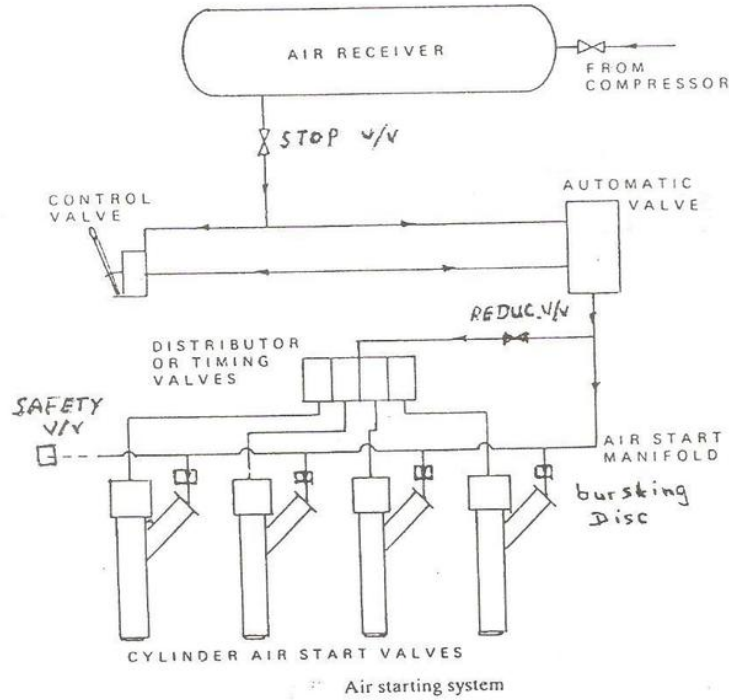 AIR RECEIVER
FROM
COMPRESSOR
STOP V/V
CONTROL
VALVE
AUTOMATIC
VALVE
REDUC.V/V
DISTRIBUTOR
OR TIMING
VALVES
SAFETY
V/V
AIR START
MANIFOLD
bursking
Disc
CYLINDER AIR START VALVES
Air starting system